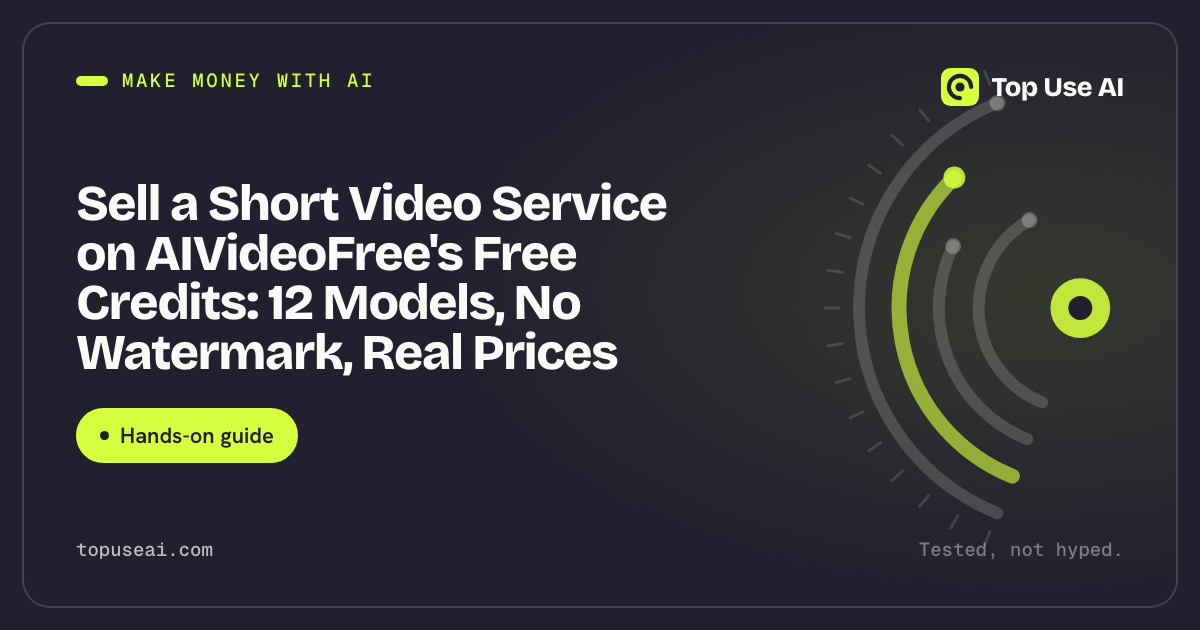 MAKE MONEY WITH AI
Top Use AI
Sell a Short Video Service
on AIVideoFree's Free
Credits: 12 Models, No
Watermark, Real Prices
Hands-on guide
topuseai.com
Tested, not hyped.